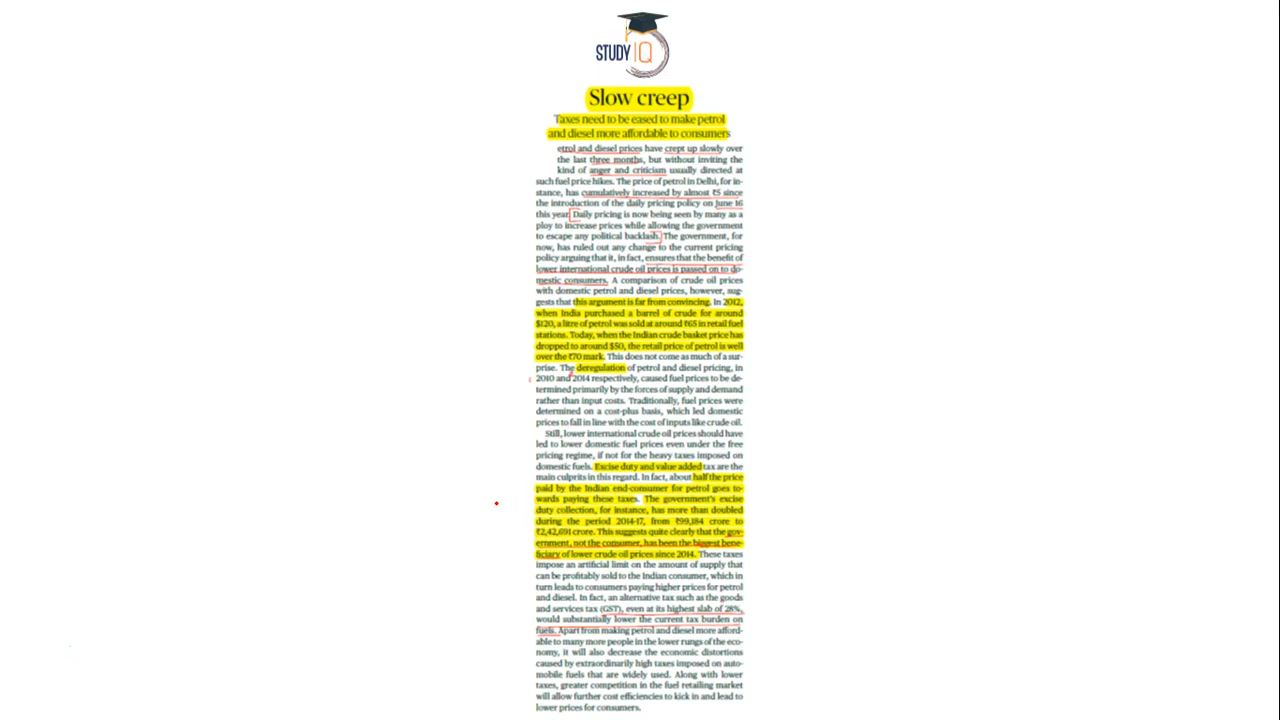 STUDY IQ
Slow creep
Taxes need to be eased to make petrol
and diesel more affordable to consumers
etrol and diesel prices have crept up slowly over
the last three months, but without inviting the
kind of anger and criticism usually directed at
such fuel price hikes. The price of petrol in Delhi, for in-
stance, has cumulatively increased by almost ₹5 since
the introduction of the daily pricing policy on June 16
this year. Daily pricing is now being seen by many as a
ploy to increase prices while allowing the government
to escape any political backlash. The government, for
now, has ruled out any change to the current pricing
policy arguing that it, in fact, ensures that the benefit of
lower international crude oil prices is passed on to do-
mestic consumers. A comparison of crude oil prices
with domestic petrol and diesel prices, however, sug-
gests that this argument is far from convincing. In 2012,
when India purchased a barrel of crude for around
$120, a litre of petrol was sold at around ₹65 in retail fuel
stations. Today, when the Indian crude basket price has
dropped to around $50, the retail price of petrol is well
over the ₹70 mark. This does not come as much of a sur-
prise. The deregulation of petrol and diesel pricing, in
2010 and 2014 respectively, caused fuel prices to be de-
termined primarily by the forces of supply and demand
rather than input costs. Traditionally, fuel prices were
determined on a cost-plus basis, which led domestic
prices to fall in line with the cost of inputs like crude oil.
Still, lower international crude oil prices should have
led to lower domestic fuel prices even under the free
pricing regime, if not for the heavy taxes imposed on
domestic fuels. Excise duty and value added tax are the
main culprits in this regard. In fact, about half the price
paid by the Indian end-consumer for petrol goes to-
wards paying these taxes. The government's excise
duty collection, for instance, has more than doubled
during the period 2014-17, from ₹99,184 crore to
₹2,42,691 crore. This suggests quite clearly that the gov-
ernment, not the consumer, has been the biggest bene-
ficiary of lower crude oil prices since 2014. These taxes
impose an artificial limit on the amount of supply that
can be profitably sold to the Indian consumer, which in
turn leads to consumers paying higher prices for petrol
and diesel. In fact, an alternative tax such as the goods
and services tax (GST), even at its highest slab of 28%,
would substantially lower the current tax burden on
fuels. Apart from making petrol and diesel more afford-
able to many more people in the lower rungs of the eco-
nomy, it will also decrease the economic distortions
caused by extraordinarily high taxes imposed on auto-
mobile fuels that are widely used. Along with lower
taxes, greater competition in the fuel retailing market
will allow further cost efficiencies to kick in and lead to
lower prices for consumers.